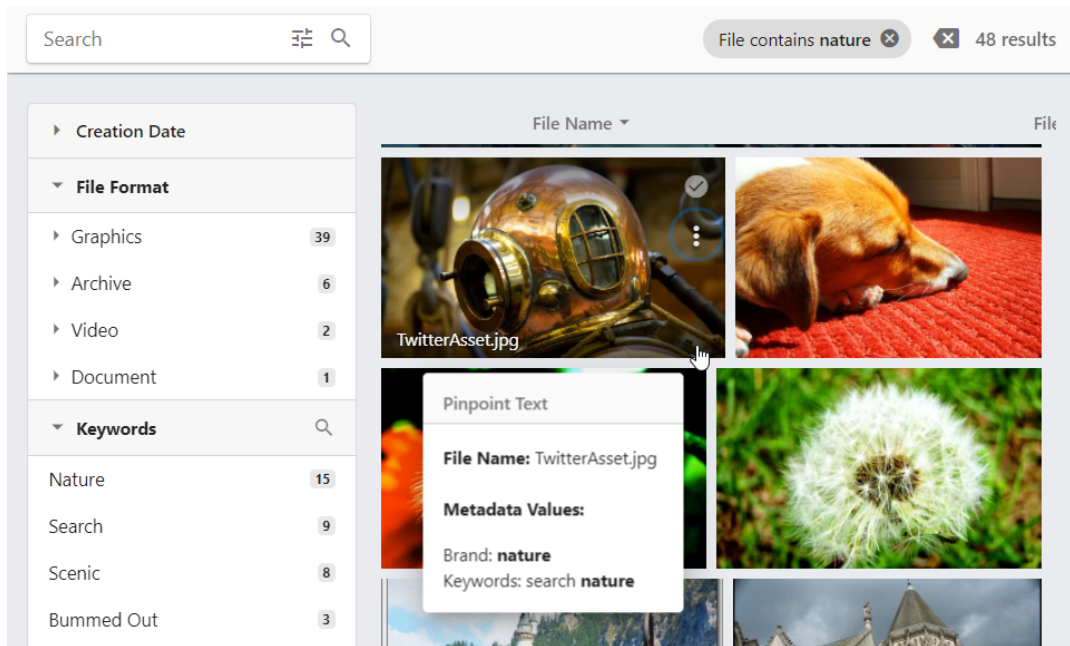 Search
File contains nature
48 results
Creation Date
File Format
Graphics 39
Archive 6
Video 2
Document 1
Keywords
Nature 15
Search 9
Scenic 8
Bummed Out 3
File Name
File
TwitterAsset.jpg
Pinpoint Text
File Name: TwitterAsset.jpg
Metadata Values:
Brand: nature
Keywords: search nature